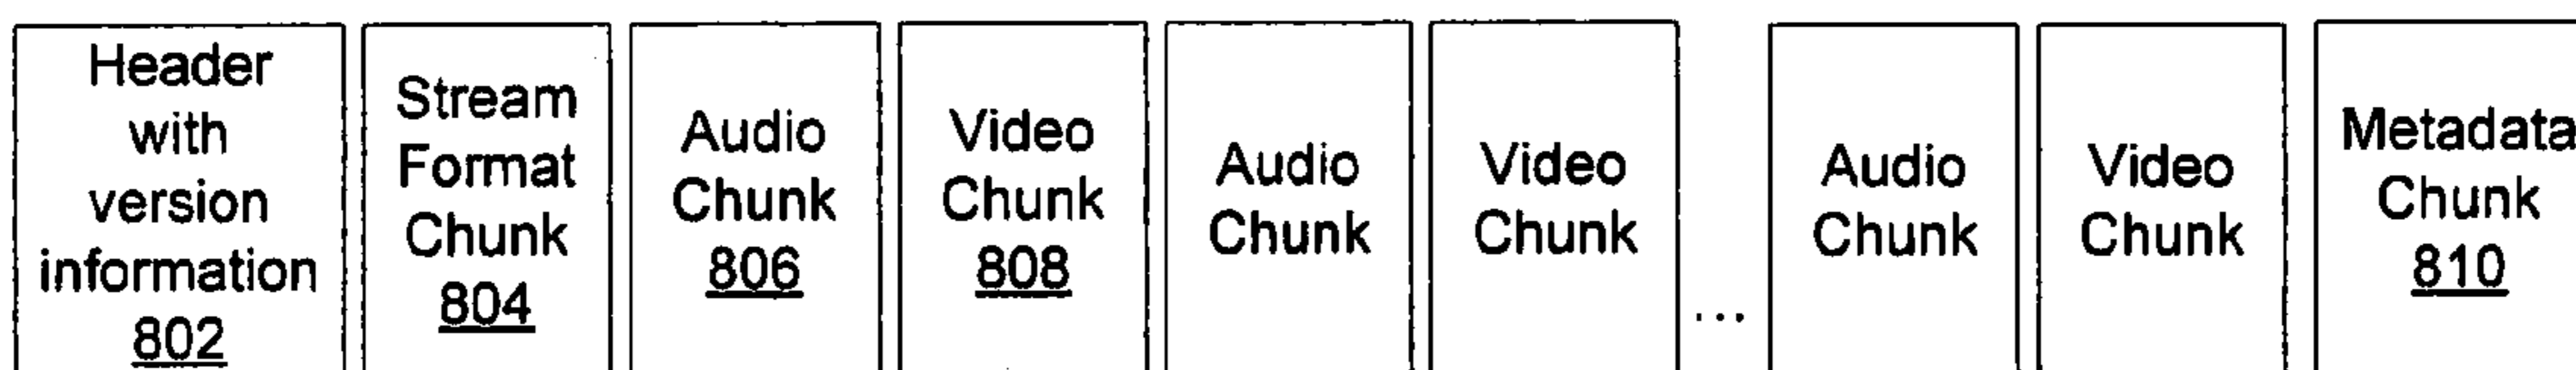 Header
with
version
information
802
Stream
Format
Chunk
804
Audio
Chunk
806
Video
Chunk
808
Audio
Chunk
Video
Chunk
...
Audio
Chunk
Video
Chunk
Metadata
Chunk
810